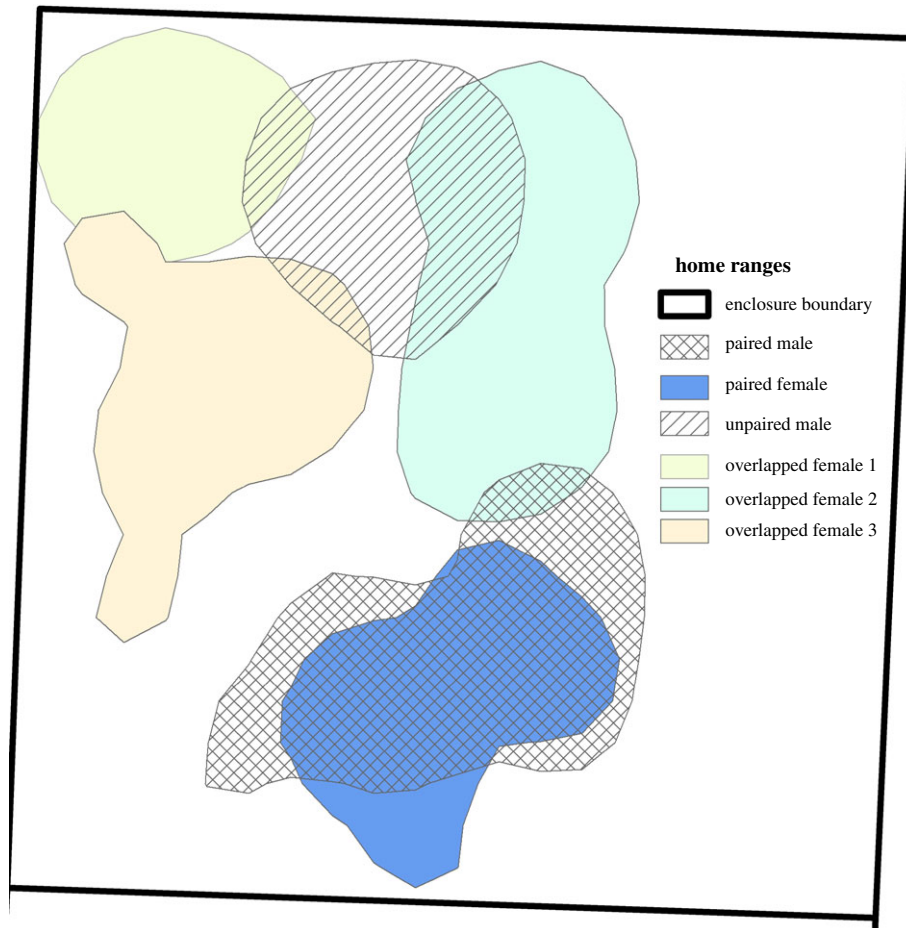 home ranges
enclosure boundary
paired male
paired female
unpaired male
overlapped female 1
overlapped female 2
overlapped female 3